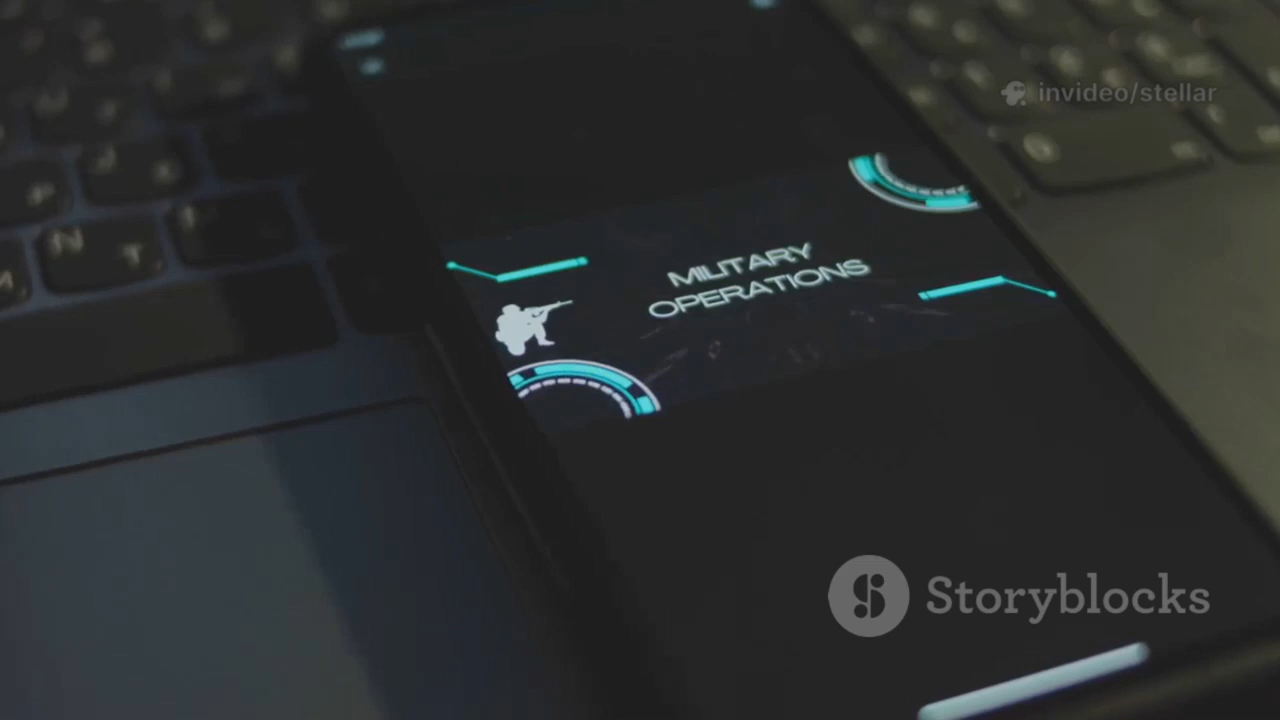 invideo/stellar
MILITARY
OPERATIONS
N
T
Storyblocks